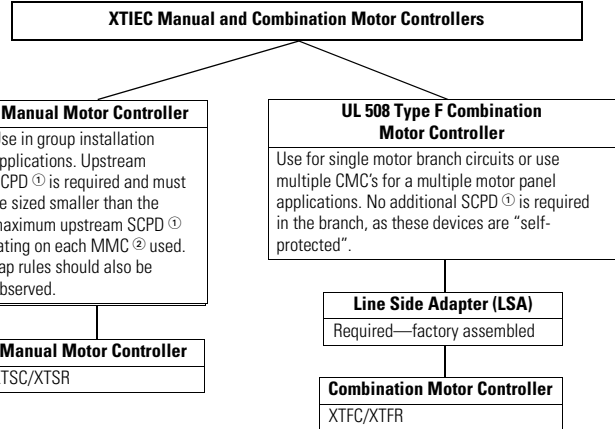 XTIEC Manual and Combination Motor Controllers
Manual Motor Controller
se in group installation
pplications. Upstream
CPD ① is required and must
e sized smaller than the
maximum upstream SCPD ①
ating on each MMC ② used.
ap rules should also be
bserved.
Manual Motor Controller
TSC/XTSR
UL 508 Type F Combination
Motor Controller
Use for single motor branch circuits or use
multiple CMC’s for a multiple motor panel
applications. No additional SCPD ① is required
in the branch, as these devices are “self-
protected”.
Line Side Adapter (LSA)
Required—factory assembled
Combination Motor Controller
XTFC/XTFR